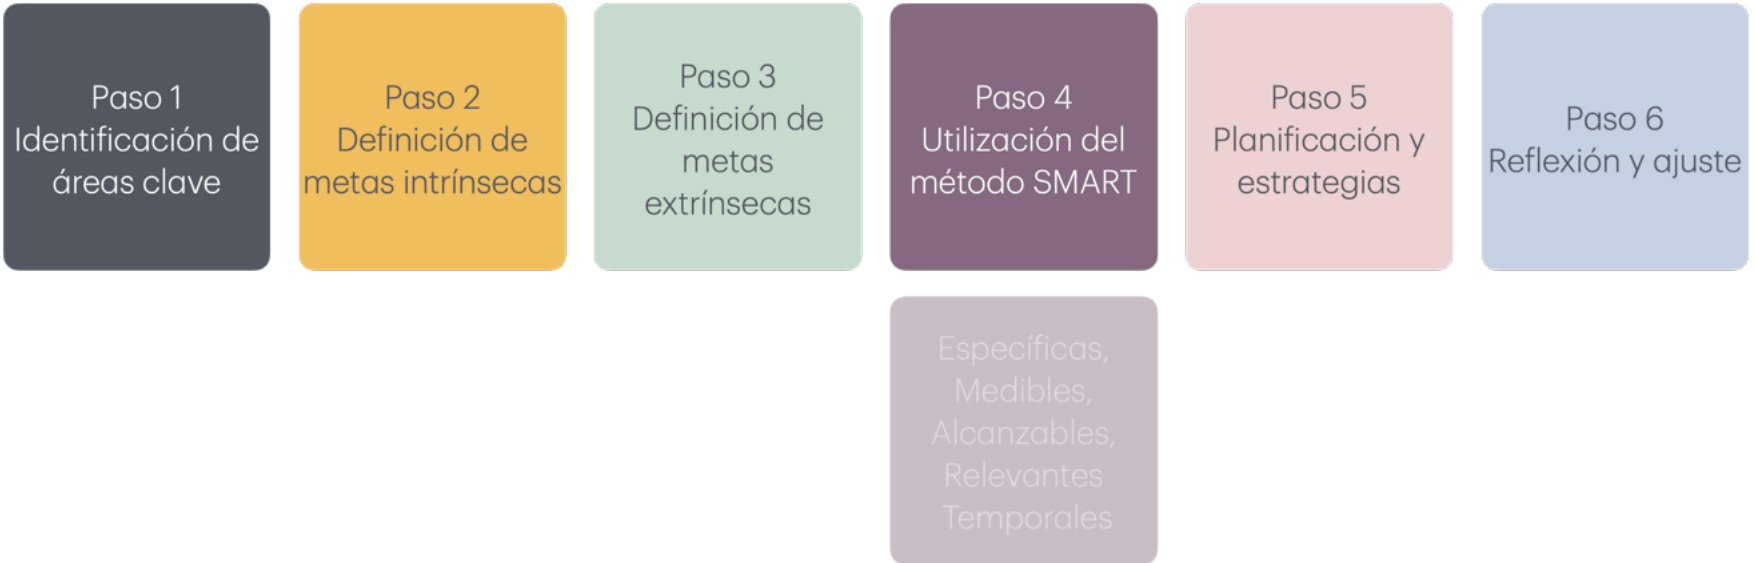 Paso 1
Identificación de
áreas clave
Paso 2
Definición de
metas intrínsecas
Paso 3
Definición de
metas
extrínsecas
Paso 4
Utilización del
método SMART
Paso 5
Planificación y
estrategias
Paso 6
Reflexión y ajuste
Específicas,
Medibles,
Alcanzables,
Relevantes
Temporales